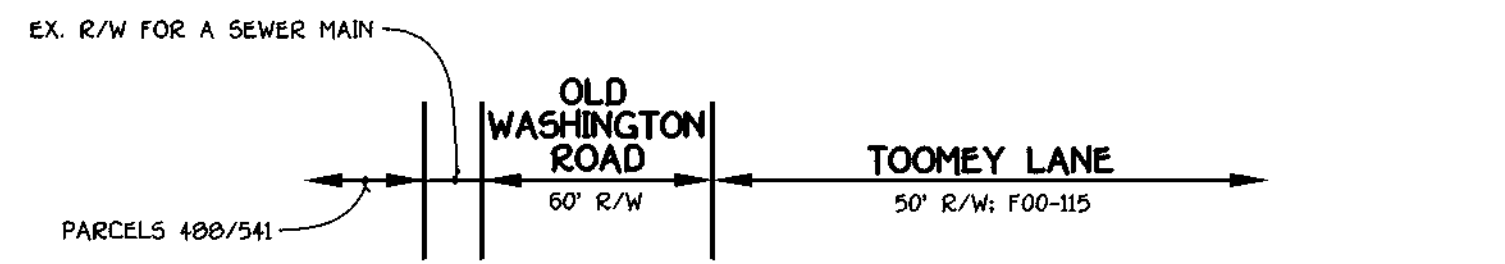 EX. R/W FOR A SEWER MAIN
OLD
WASHINGTON
ROAD
60' R/W
TOOMEY LANE
50' R/W; F00-115
PARCELS 488/541